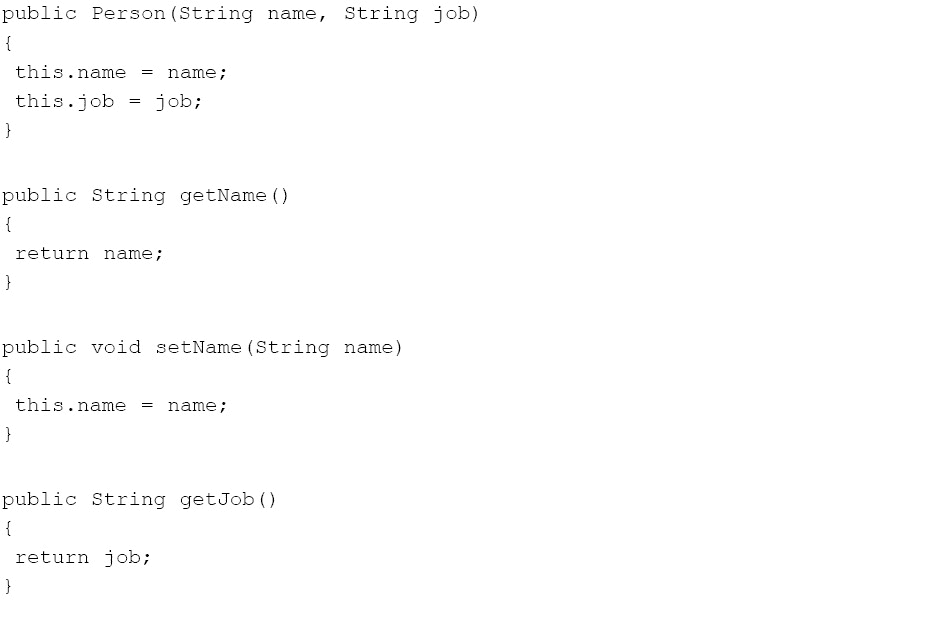 public Person(String name, String job)
{
 this.name = name;
 this.job = job;
}

public String getName()
{
 return name;
}

public void setName(String name)
{
 this.name = name;
}

public String getJob()
{
 return job;
}